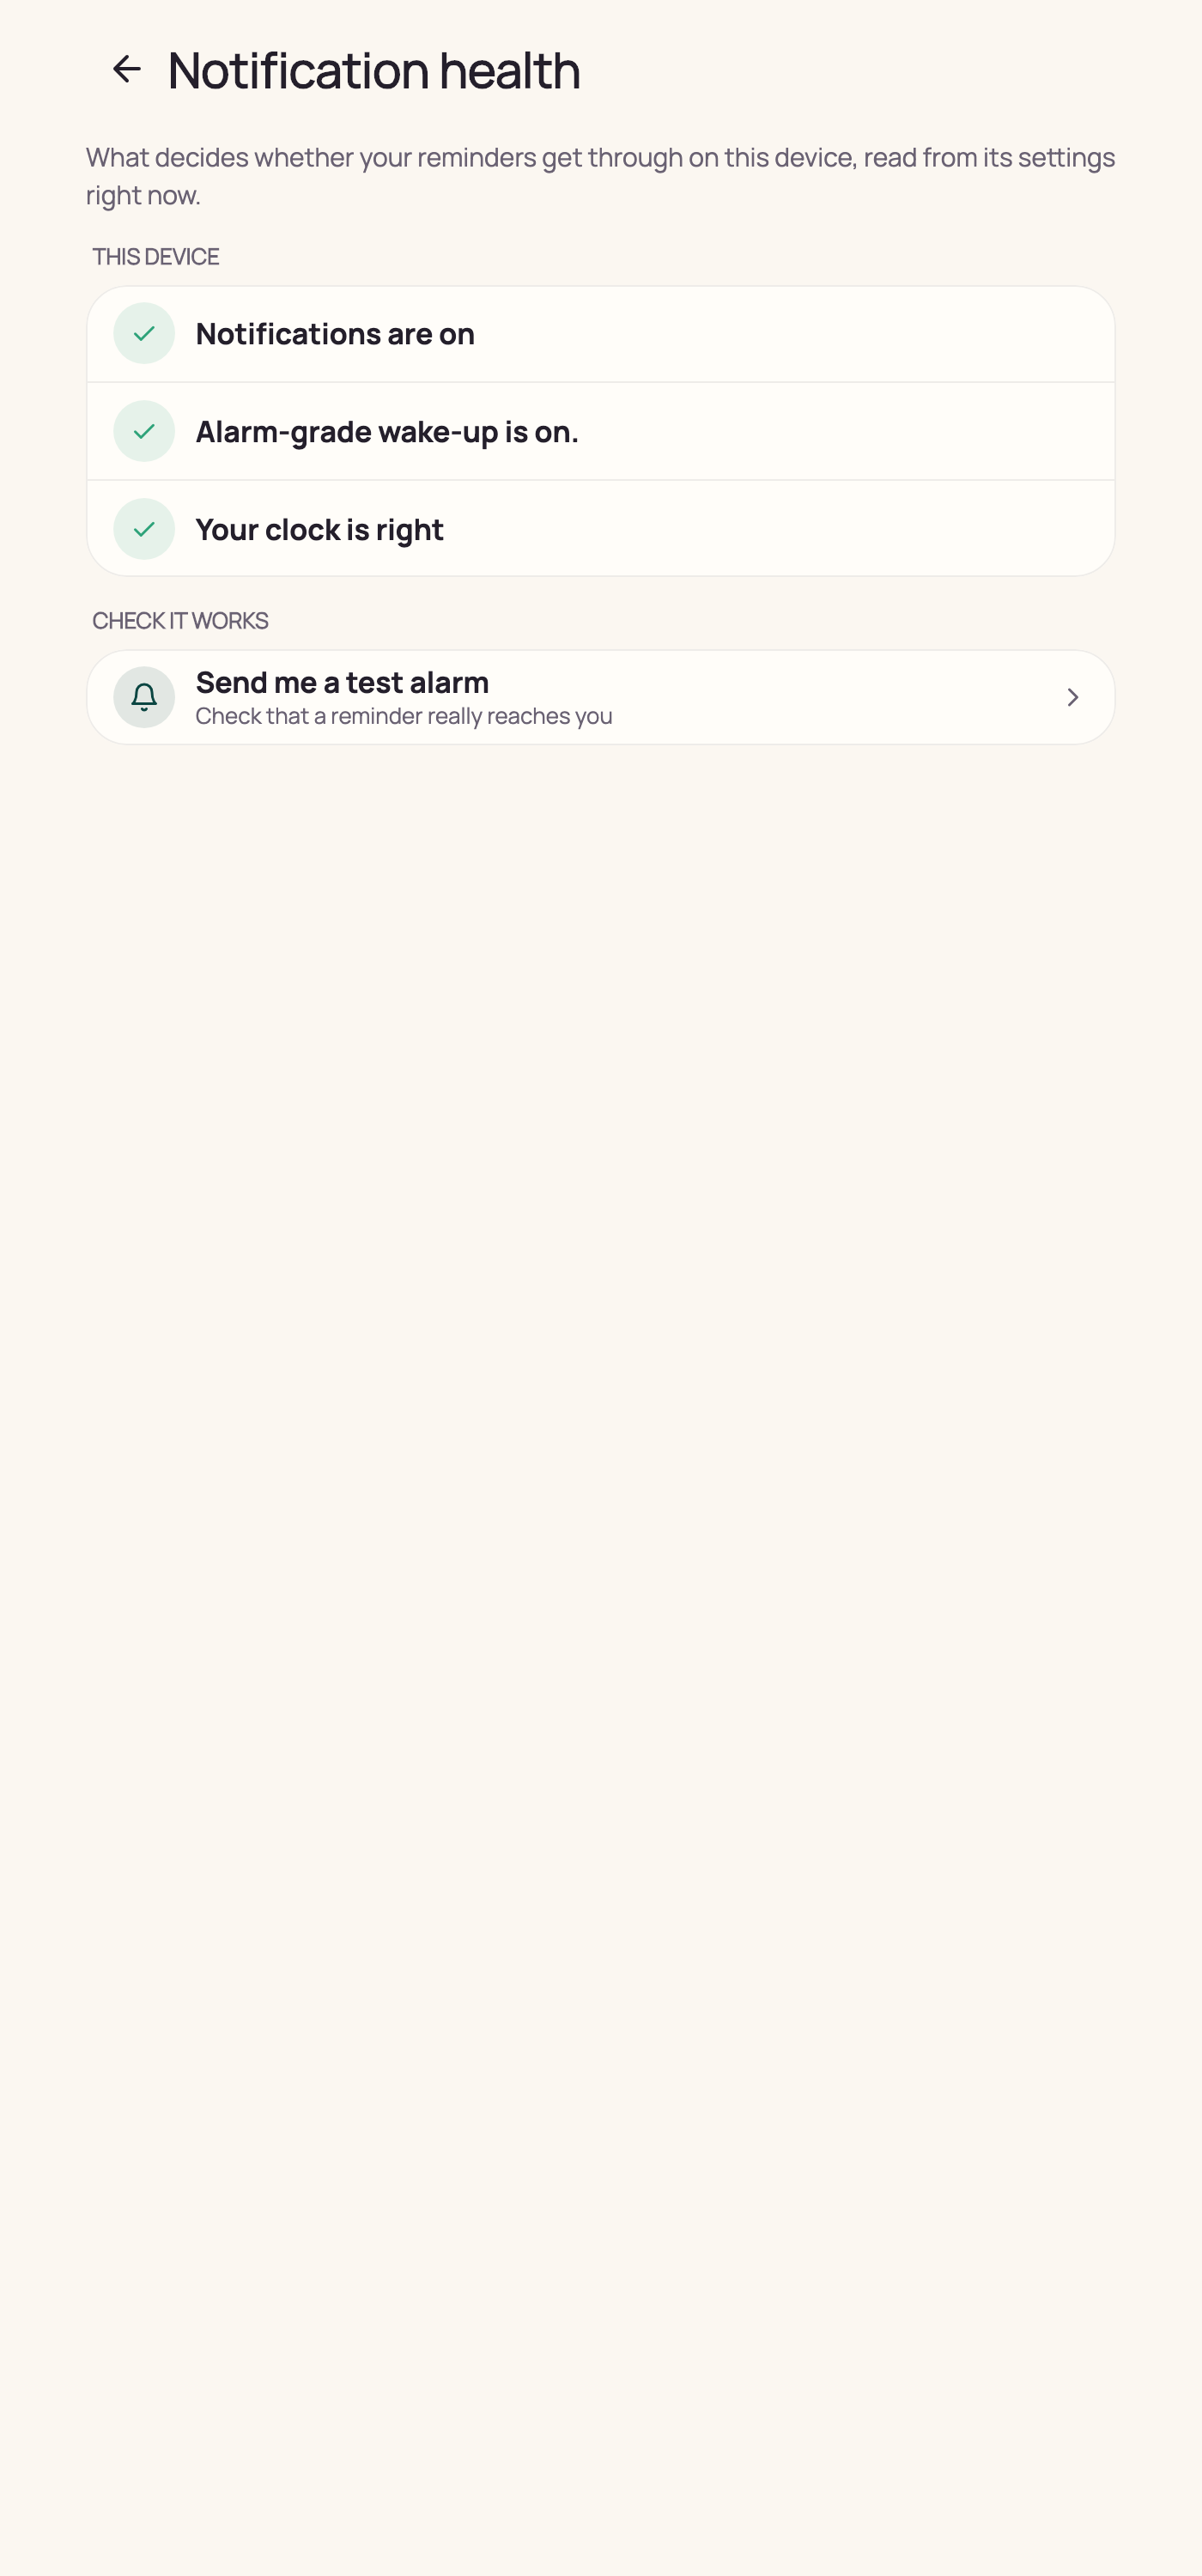 Notification health
What decides whether your reminders get through on this device, read from its settings
right now.
THIS DEVICE
Notifications are on
Alarm-grade wake-up is on.
Your clock is right
CHECK IT WORKS
Send me a test alarm
Check that a reminder really reaches you